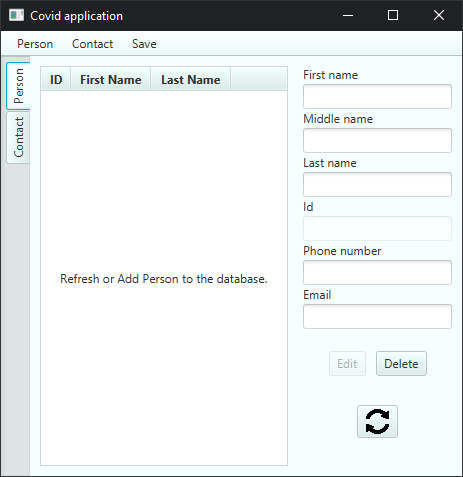 Covid application
Person Contact Save
Person
Contact
ID First Name Last Name
Refresh or Add Person to the database.
First name
Middle name
Last name
Id
Phone number
Email
Edit Delete